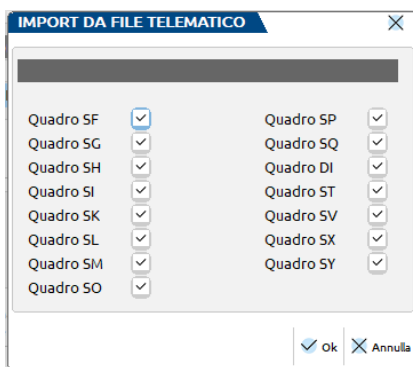 IMPORT DA FILE TELEMATICO
Quadro SF Quadro SP
Quadro SG Quadro SQ
Quadro SH Quadro DI
Quadro SI Quadro ST
Quadro SK Quadro SV
Quadro SL Quadro SX
Quadro SM Quadro SY
Quadro SO
Ok Annulla